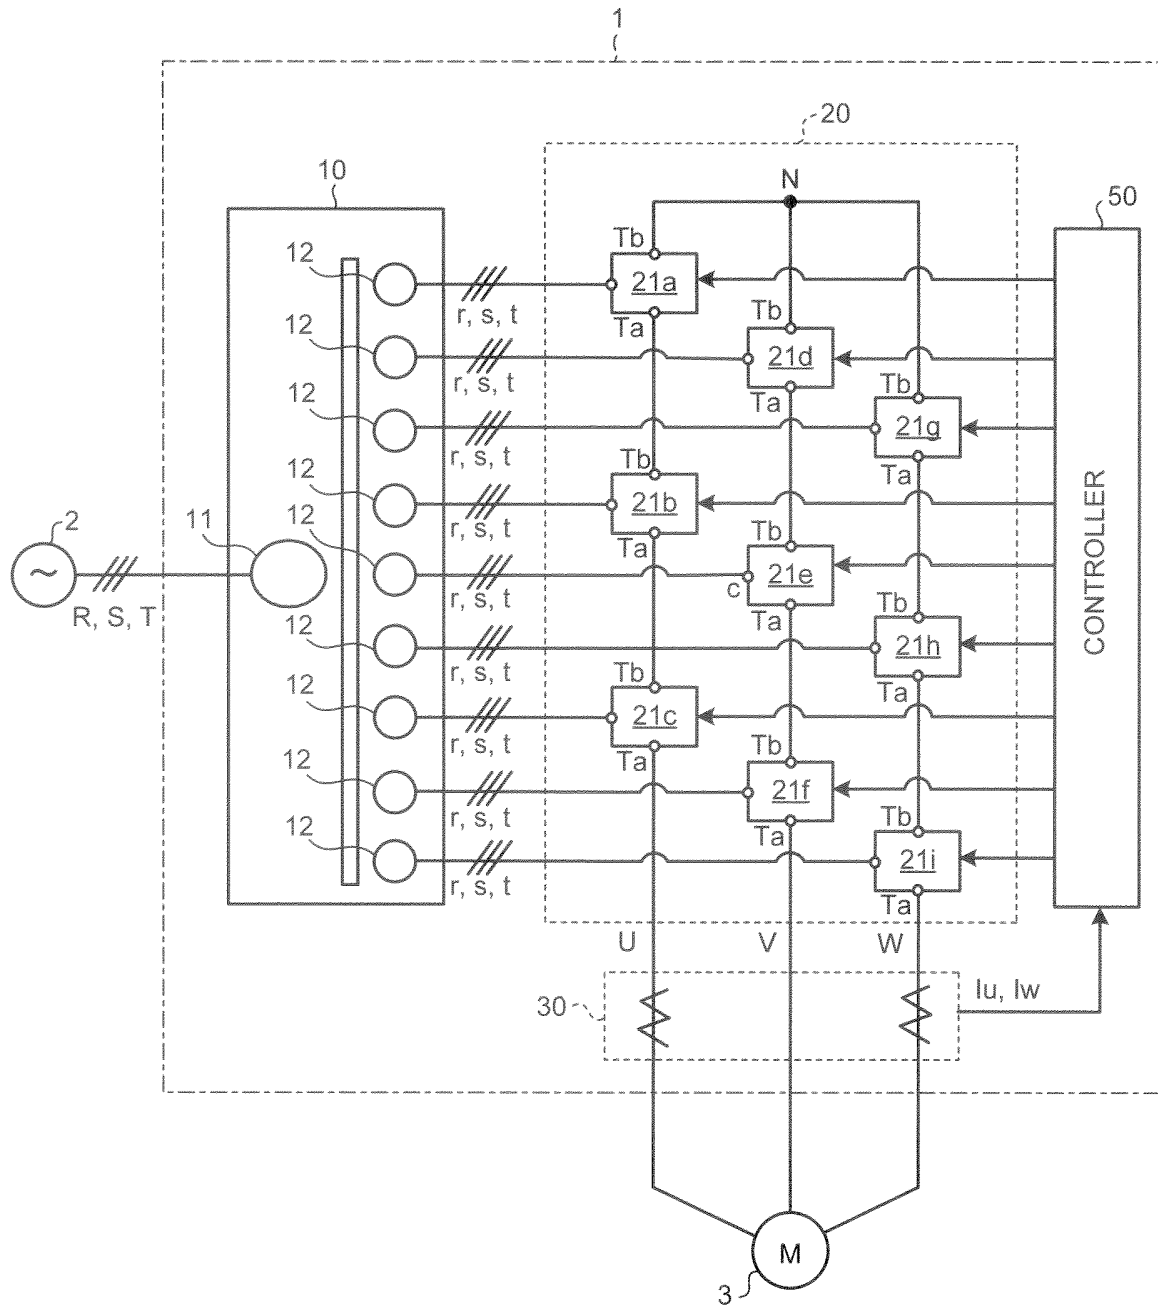 1
20
N
10
50
Tb
12
21a
r, s, t
Ta
Tb
12
21d
r, s, t
Ta
Tb
12
21g
r, s, t
Tb
Ta
12
21b
r, s, t
Ta
Tb
2
11
12
21e
c
R, S, T
r, s, t
Ta
Tb
12
21h
r, s, t
Tb
Ta
12
21c
r, s, t
Ta
Tb
12
21f
r, s, t
Ta
Tb
12
21i
r, s, t
Ta
CONTROLLER
U
V
W
30
Iu, Iw
M
3